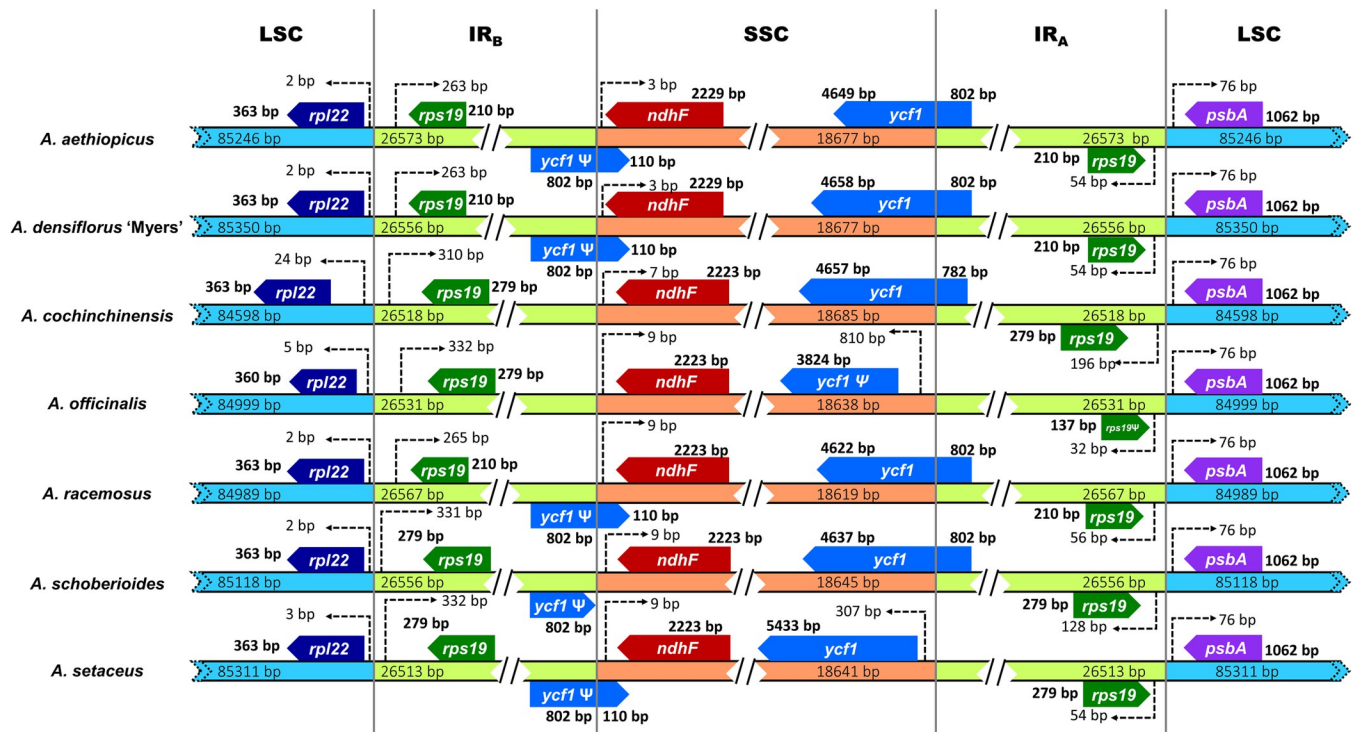 LSC IR_B SSC IR_A LSC
2 bp 263 bp 3 bp 76 bp
363 bp rpl22 rps19 210 bp ndhF 2229 bp 4649 bp ycf1 802 bp psbA 1062 bp
A. aethiopicus 85246 bp 26573 bp 18677 bp 26573 bp 85246 bp
ycf1 Ψ 110 bp 210 bp rps19
802 bp 54 bp
2 bp 263 bp 3 bp 76 bp
363 bp rpl22 rps19 210 bp ndhF 2229 bp 4658 bp ycf1 802 bp psbA 1062 bp
A. densiflorus ‘Myers’ 85350 bp 26556 bp 18677 bp 26556 bp 85350 bp
ycf1 Ψ 110 bp 210 bp rps19
802 bp 54 bp
24 bp 310 bp 7 bp 76 bp
363 bp rpl22 rps19 279 bp ndhF 2223 bp 4657 bp ycf1 782 bp psbA 1062 bp
A. cochinchinensis 84598 bp 26518 bp 18685 bp 26518 bp 84598 bp
279 bp rps19
196 bp
5 bp 332 bp 9 bp 810 bp 76 bp
360 bp rpl22 rps19 279 bp ndhF 2223 bp 3824 bp ycf1 Ψ psbA 1062 bp
A. officinalis 84999 bp 26531 bp 18638 bp 26531 bp 84999 bp
137 bp rps19Ψ
32 bp
2 bp 265 bp 9 bp 76 bp
363 bp rpl22 rps19 210 bp ndhF 2223 bp 4622 bp ycf1 802 bp psbA 1062 bp
A. racemosus 84989 bp 26567 bp 18619 bp 26567 bp 84989 bp
ycf1 Ψ 110 bp 210 bp rps19
802 bp 56 bp
2 bp 331 bp 9 bp 76 bp
363 bp rpl22 279 bp rps19 ndhF 2223 bp 4637 bp ycf1 802 bp psbA 1062 bp
A. schoberioides 85118 bp 26556 bp 18645 bp 26556 bp 85118 bp
ycf1 Ψ 279 bp rps19
802 bp 128 bp
3 bp 332 bp 9 bp 307 bp 76 bp
363 bp rpl22 279 bp rps19 ndhF 2223 bp 5433 bp ycf1 psbA 1062 bp
A. setaceus 85311 bp 26513 bp 18641 bp 26513 bp 85311 bp
ycf1 Ψ 279 bp rps19
802 bp 110 bp 54 bp